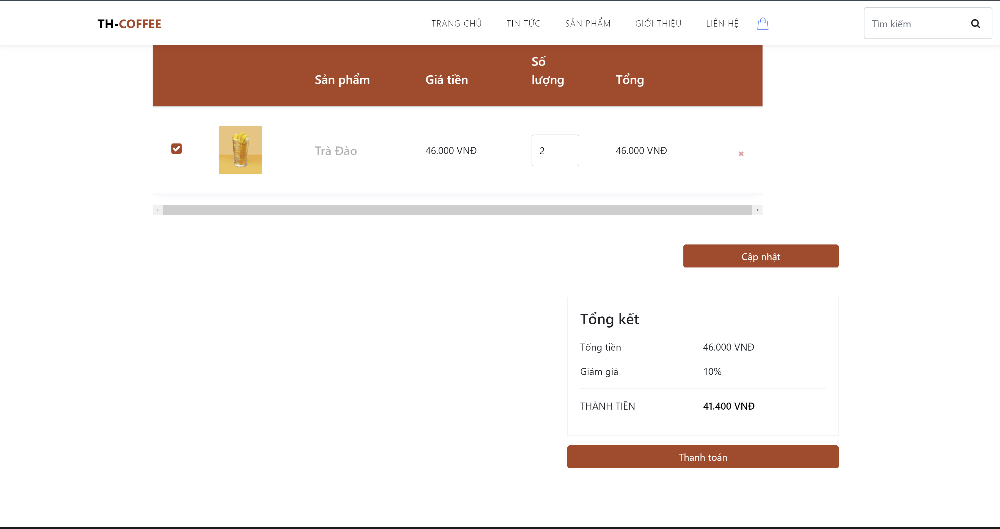 TH-COFFEE
TRANG CHỦ
TIN TỨC
SẢN PHẨM
GIỚI THIỆU
LIÊN HỆ
Tìm kiếm
Sản phẩm
Giá tiền
Số
lượng
Tổng
Trà Đào
46.000 VNĐ
2
46.000 VNĐ
Cập nhật
Tổng kết
Tổng tiền 46.000 VNĐ
Giảm giá 10%
THÀNH TIỀN 41.400 VNĐ
Thanh toán